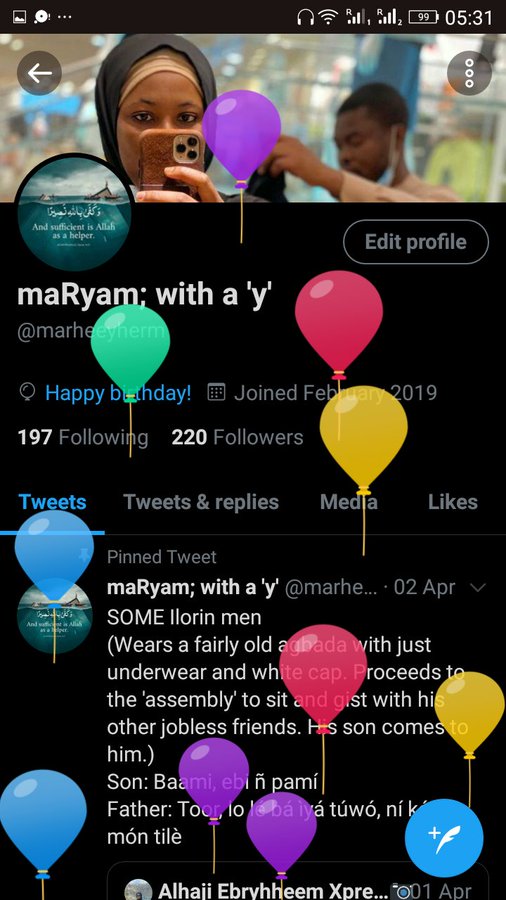 99 05:31
وَكَفَىٰ بِاللَّهِ نَصِيرًا
And sufficient is Allah
as a helper.
Edit profile
maRyam; with a 'y'
@marheeyherm
Happy birthday! Joined February 2019
197 Following 220 Followers
Tweets Tweets & replies Media Likes
Pinned Tweet
maRyam; with a 'y' @marhe... · 02 Apr
SOME Ilorin men
(Wears a fairly old agbada with just
underwear and white cap. Proceeds to
the 'assembly' to sit and gist with his
other jobless friends. His son comes to
him.)
Son: Baami, ebi ñ pamí
Father: Toor, lo bá iyá túwó, ní
món tilè
Alhaji Ebryhheem Xpre... 01 Apr